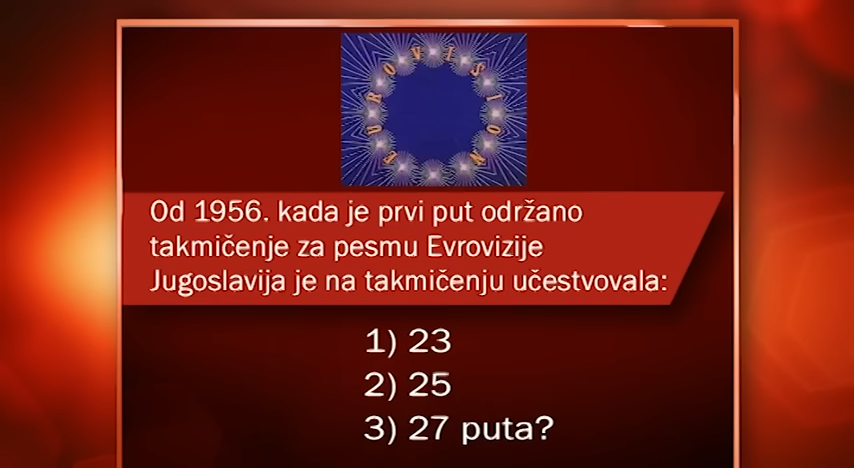 EUROVISION
Od 1956. kada je prvi put održano
takmičenje za pesmu Evrovizije
Jugoslavija je na takmičenju učestvovala:
1) 23
2) 25
3) 27 puta?